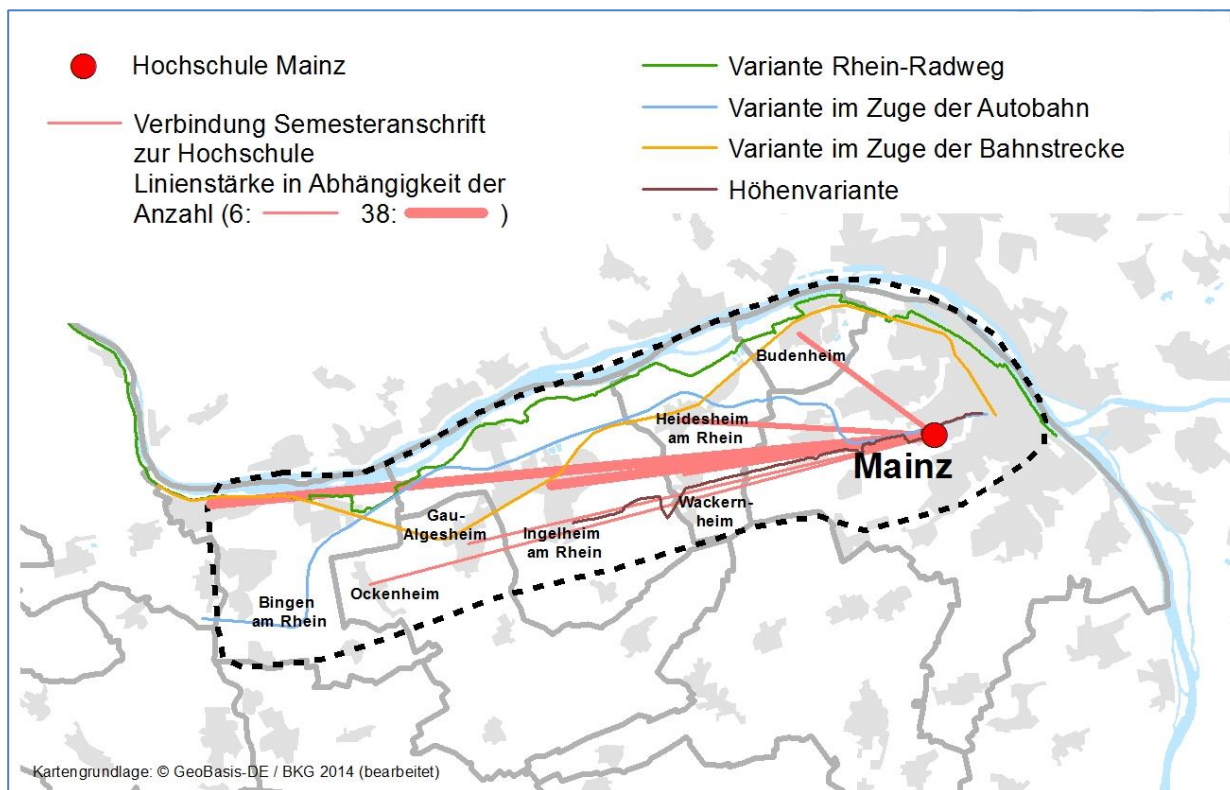 Hochschule Mainz
Verbindung Semesteranschrift
zur Hochschule
Linienstärke in Abhängigkeit der
Anzahl (6: 38: )
Variante Rhein-Radweg
Variante im Zuge der Autobahn
Variante im Zuge der Bahnstrecke
Höhenvariante
Budenheim
Heidesheim
am Rhein
Mainz
Wackern-
heim
Gau-
Algesheim
Ingelheim
am Rhein
Ockenheim
Bingen
am Rhein
Kartengrundlage: © GeoBasis-DE / BKG 2014 (bearbeitet)